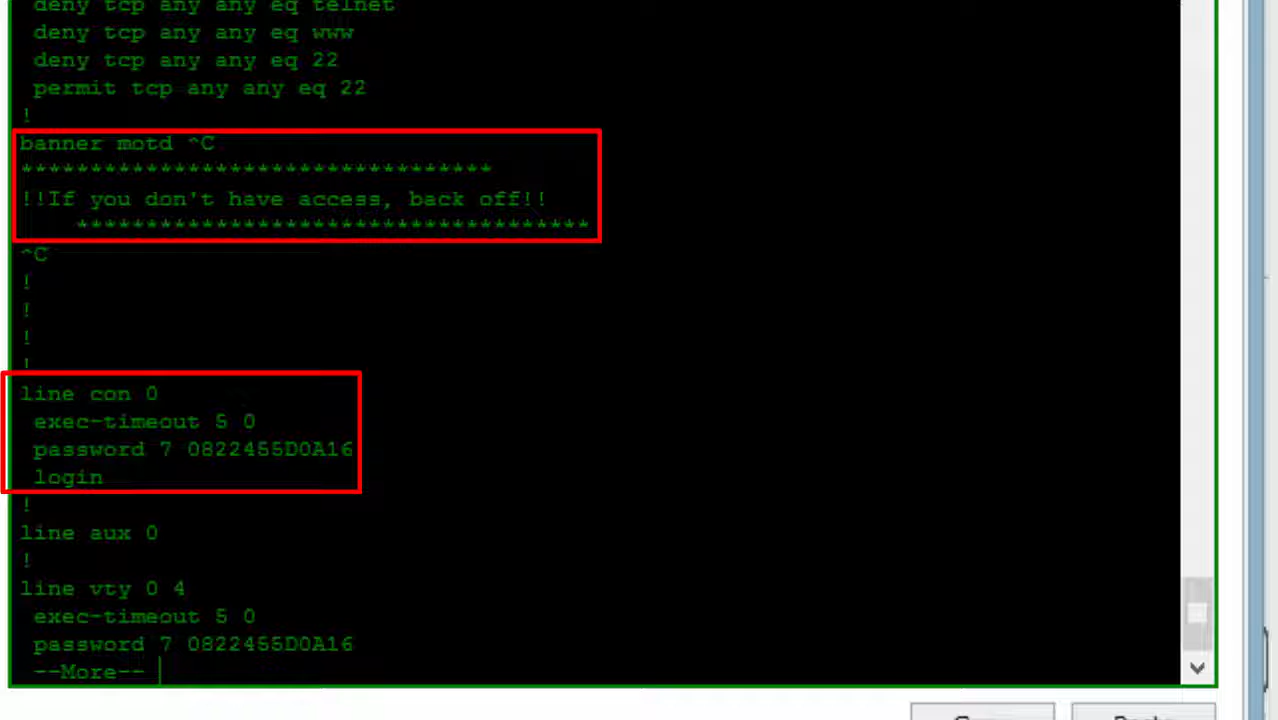 deny tcp any any eq telnet
deny tcp any any eq www
deny tcp any any eq 22
permit tcp any any eq 22
!
banner motd ^C
**********************************
!!If you don't have access, back off!!
*************************************
^C
!
!
!
!
line con 0
exec-timeout 5 0
password 7 0822455D0A16
login
!
line aux 0
!
line vty 0 4
exec-timeout 5 0
password 7 0822455D0A16
--More--